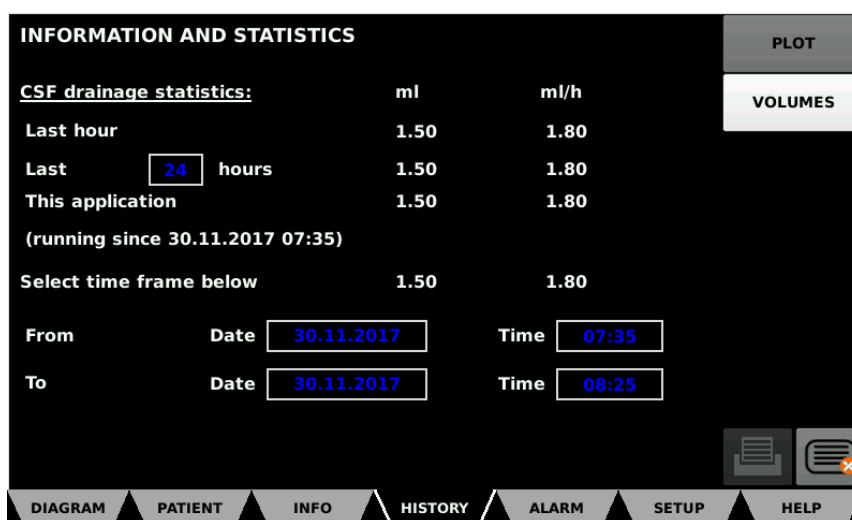 INFORMATION AND STATISTICS
PLOT
CSF drainage statistics: ml ml/h
VOLUMES
Last hour 1.50 1.80
Last 24 hours 1.50 1.80
This application 1.50 1.80
(running since 30.11.2017 07:35)
Select time frame below 1.50 1.80
From Date 30.11.2017 Time 07:35
To Date 30.11.2017 Time 08:25
DIAGRAM PATIENT INFO HISTORY ALARM SETUP HELP